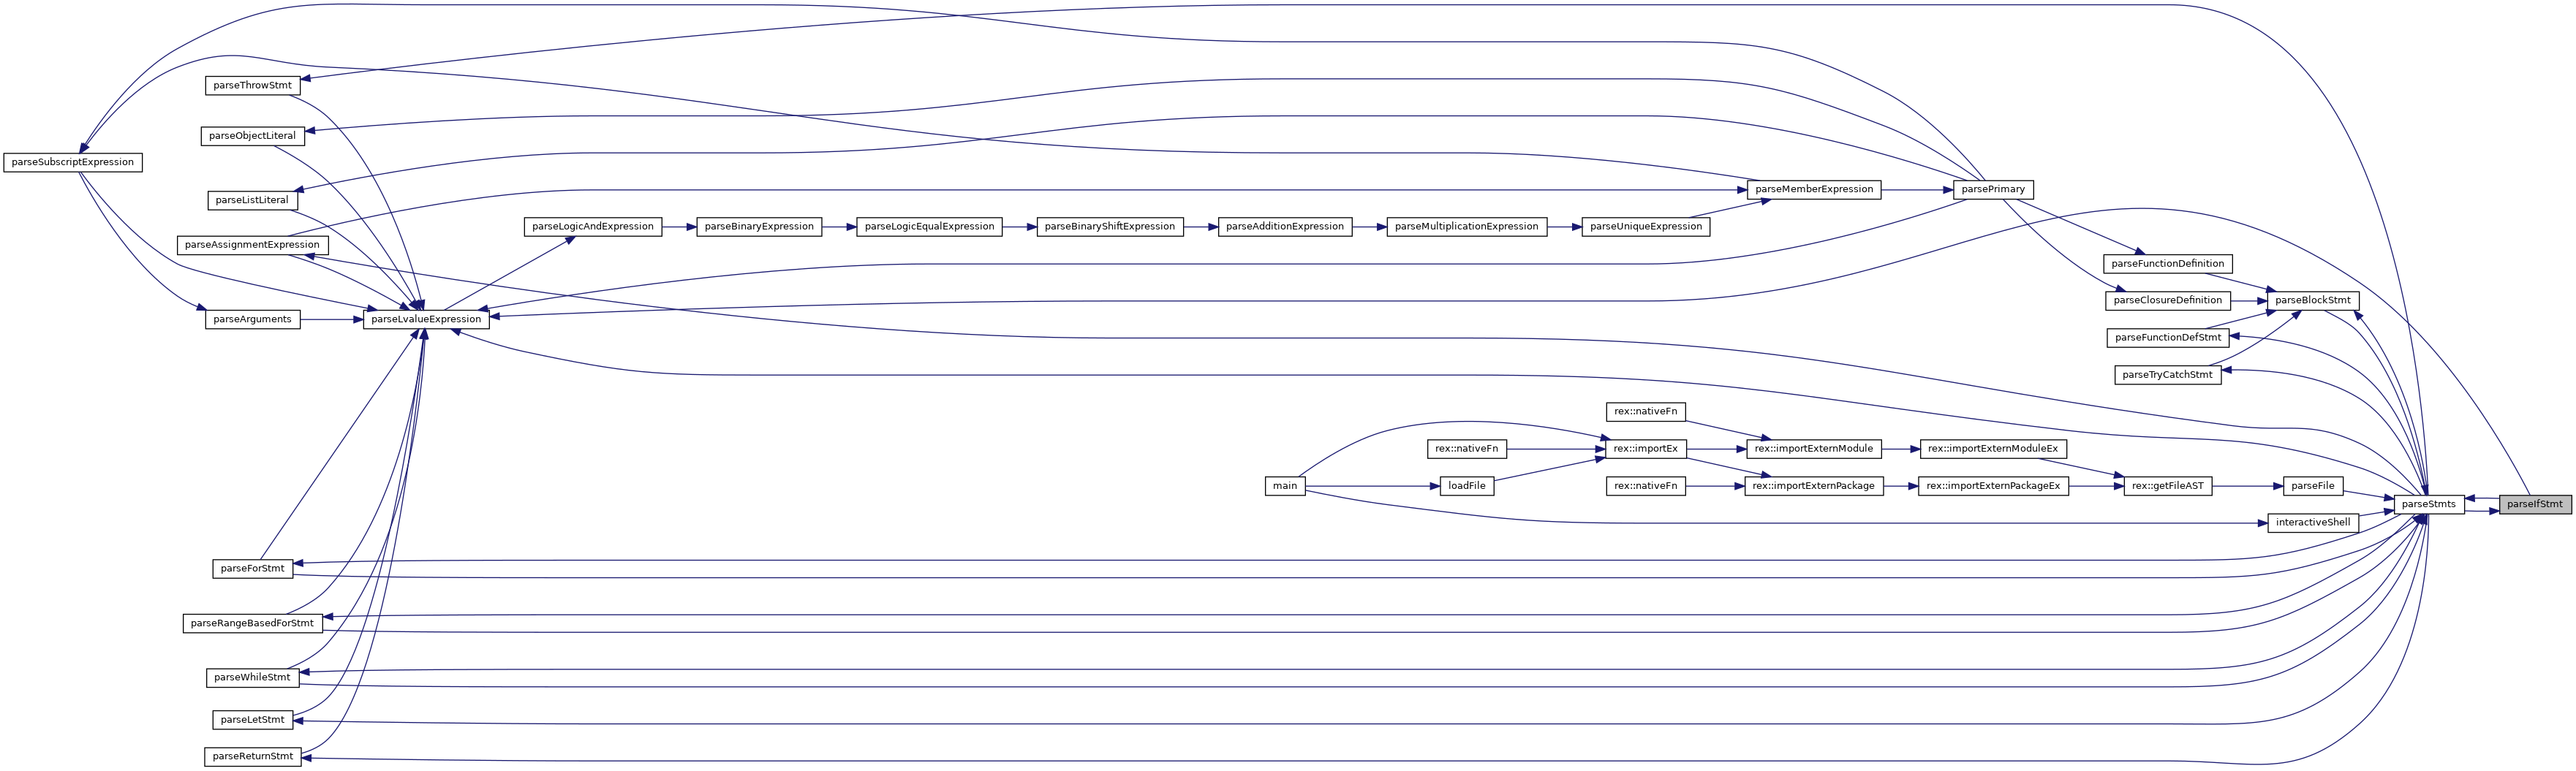 parseThrowStmt
parseObjectLiteral
parseSubscriptExpression
parseListLiteral
parseAssignmentExpression
parseArguments
parseLvalueExpression
parseLogicAndExpression
parseBinaryExpression
parseLogicEqualExpression
parseBinaryShiftExpression
parseAdditionExpression
parseMultiplicationExpression
parseUniqueExpression
parseMemberExpression
parsePrimary
parseFunctionDefinition
parseClosureDefinition
parseBlockStmt
parseFunctionDefStmt
parseTryCatchStmt
rex::nativeFn
rex::nativeFn
rex::importEx
rex::importExternModule
rex::importExternModuleEx
main
loadFile
rex::nativeFn
rex::importExternPackage
rex::importExternPackageEx
rex::getFileAST
parseFile
interactiveShell
parseStmts
parseIfStmt
parseForStmt
parseRangeBasedForStmt
parseWhileStmt
parseLetStmt
parseReturnStmt